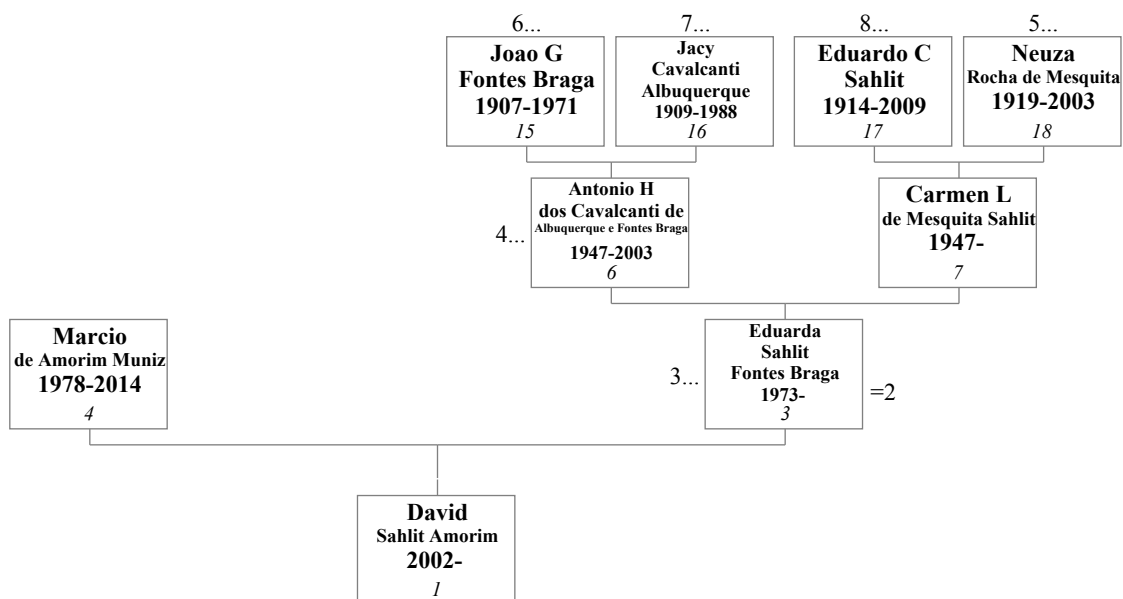 6...
7...
8...
5...
Joao G
Fontes Braga
1907-1971
15
Jacy
Cavalcanti
Albuquerque
1909-1988
16
Eduardo C
Sahlit
1914-2009
17
Neuza
Rocha de Mesquita
1919-2003
18
4...
Antonio H
dos Cavalcanti de
Albuquerque e Fontes Braga
1947-2003
6
Carmen L
de Mesquita Sahlit
1947-
7
Marcio
de Amorim Muniz
1978-2014
4
3...
Eduarda
Sahlit
Fontes Braga
1973-
3
=2
David
Sahlit Amorim
2002-
1